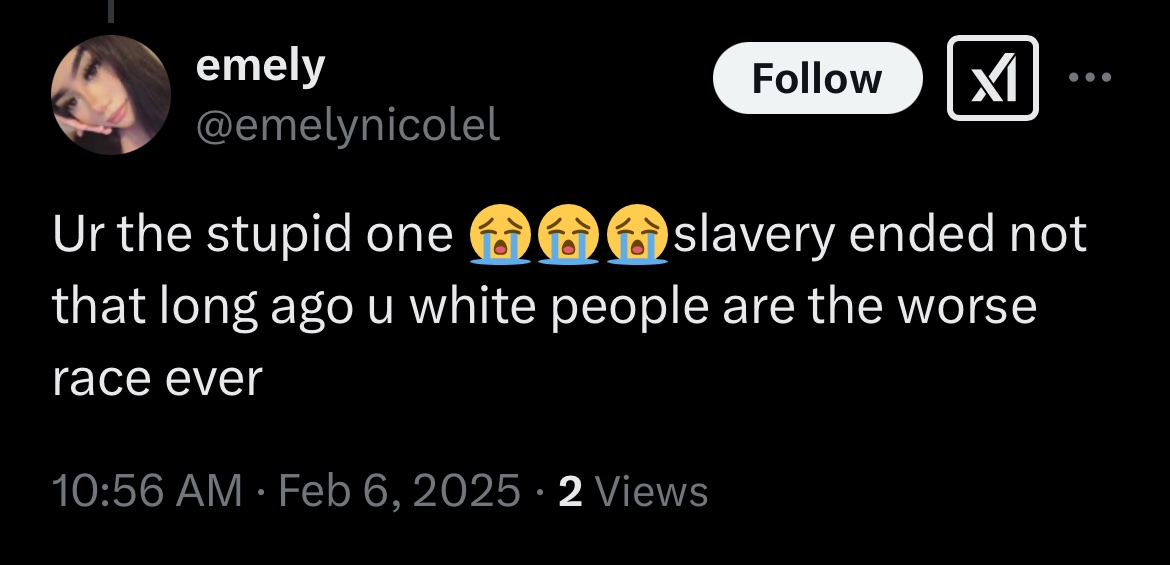 emely
Follow
@emelynicolel
Ur the stupid one 😭😭😭slavery ended not
that long ago u white people are the worse
race ever
10:56 AM · Feb 6, 2025 · 2 Views